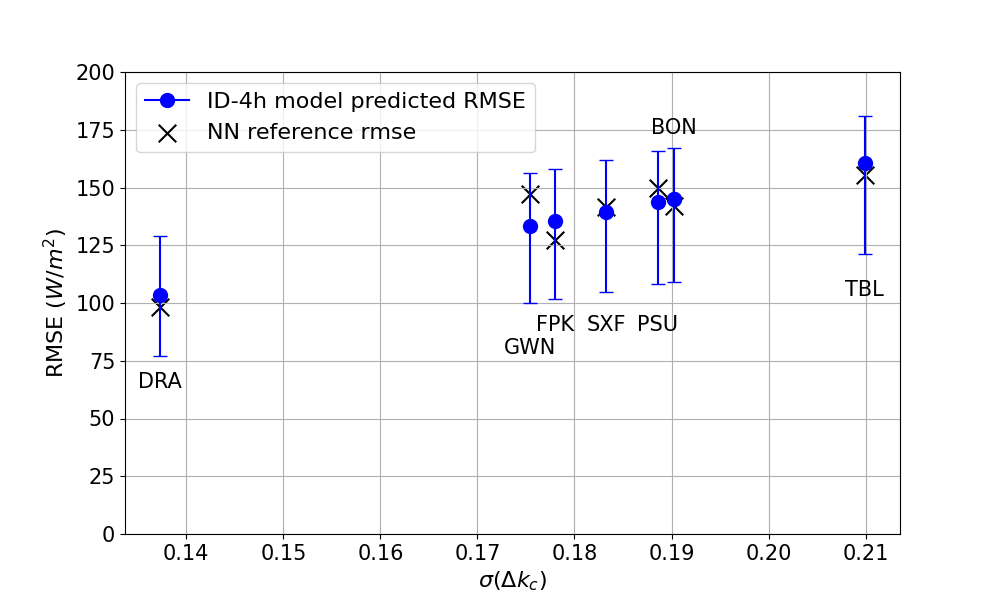 200
175
150
125
100
75
50
25
0
RMSE (W/m²)
ID-4h model predicted RMSE
NN reference rmse
BON
TBL
FPK SXF PSU
GWN
DRA
0.14 0.15 0.16 0.17 0.18 0.19 0.20 0.21
σ(Δk_c)